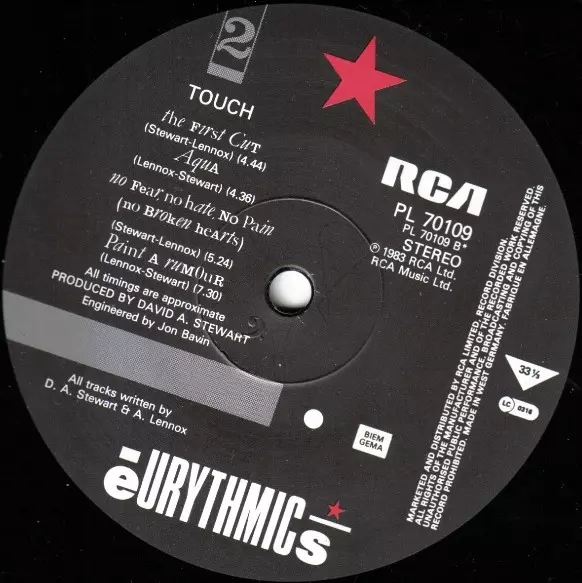 2
TOUCH
the First Cut
(Stewart-Lennox) (4.44)
Aqua
(Lennox-Stewart) (4.36)
no Fear no hate No Pain
(no Broken heArts)
(Stewart-Lennox) (5.24)
Paint A ruMOuR
(Lennox-Stewart) (7.30)
All timings are approximate
PRODUCED BY DAVID A. STEWART
Engineered by Jon Bavin
All tracks written by
D. A. Stewart & A. Lennox
RCA
PL 70109
PL 70109 B*
STEREO
℗ 1983 RCA Ltd.
RCA Music Ltd.
MARKETED AND DISTRIBUTED BY RCA LIMITED, RECORD DIVISION.
ALL RIGHTS OF THE MANUFACTURER AND OF THE RECORDED WORK RESERVED.
UNAUTHORISED PUBLIC PERFORMANCE, BROADCASTING AND COPYING OF THIS
RECORD PROHIBITED. MADE IN WEST GERMANY. FABRIQUE EN ALLEMAGNE.
33⅓
LC 0316
BIEM
GEMA
eURYTHMICs